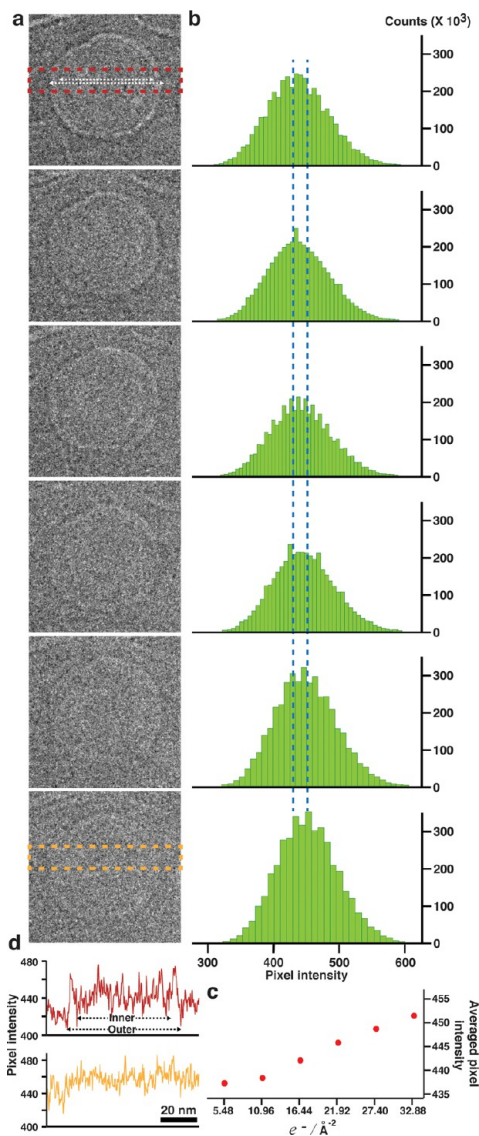 a
b
Counts (X 10³)
300
200
100
0
300
200
100
0
300
200
100
0
300
200
100
0
300
200
100
0
300
200
100
0
300 400 500 600
Pixel intensity
d
480
440
400
Inner
Outer
480
460
400
Pixel intensity
20 nm
c
455
450
445
440
435
Averaged pixel
intensity
5.48 10.96 16.44 21.92 27.40 32.88
e⁻/Å⁻²